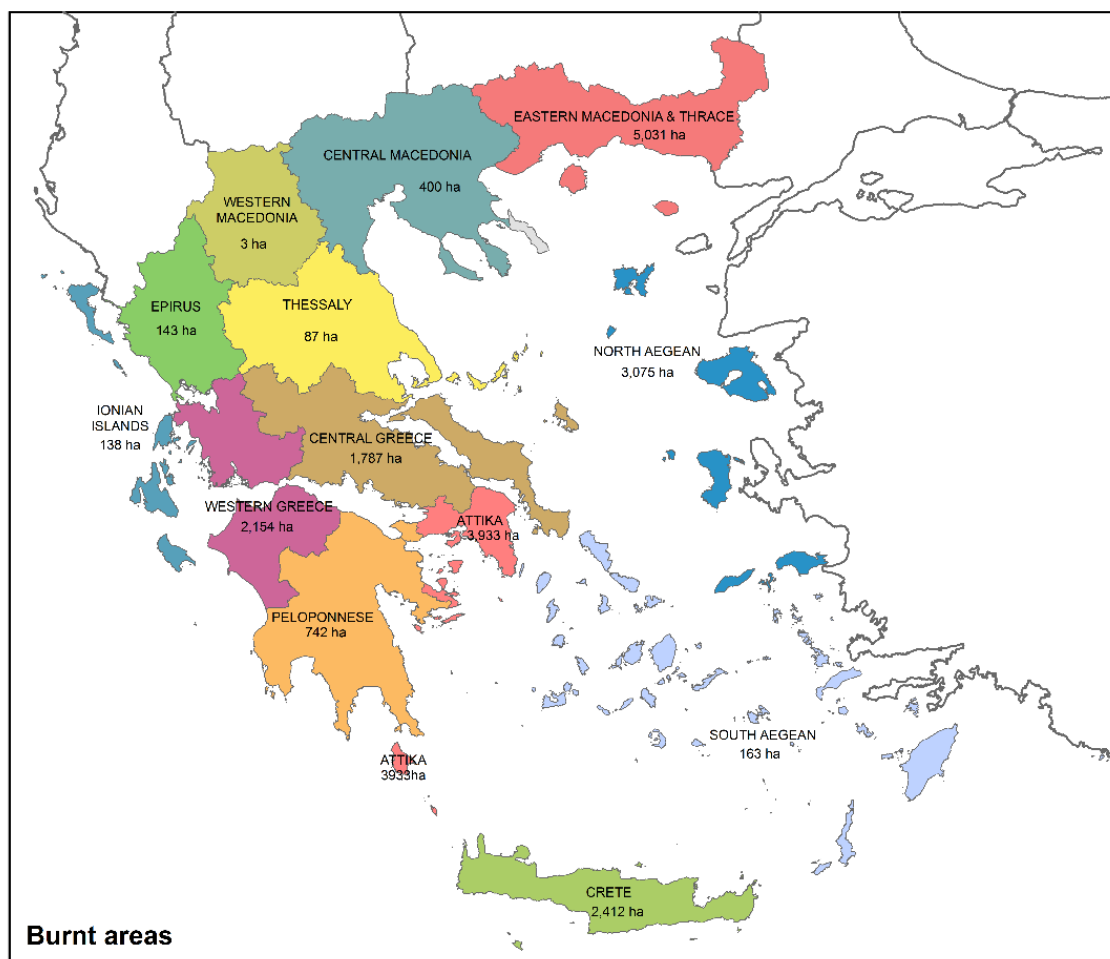 EASTERN MACEDONIA & THRACE
5,031 ha
CENTRAL MACEDONIA
400 ha
WESTERN
MACEDONIA
3 ha
EPIRUS
143 ha
THESSALY
87 ha
NORTH AEGEAN
3,075 ha
IONIAN
ISLANDS
138 ha
CENTRAL GREECE
1,787 ha
WESTERN GREECE
2,154 ha
ATTIKA
3,933 ha
PELOPONNESE
742 ha
SOUTH AEGEAN
163 ha
ATTIKA
3933ha
CRETE
2,412 ha
Burnt areas